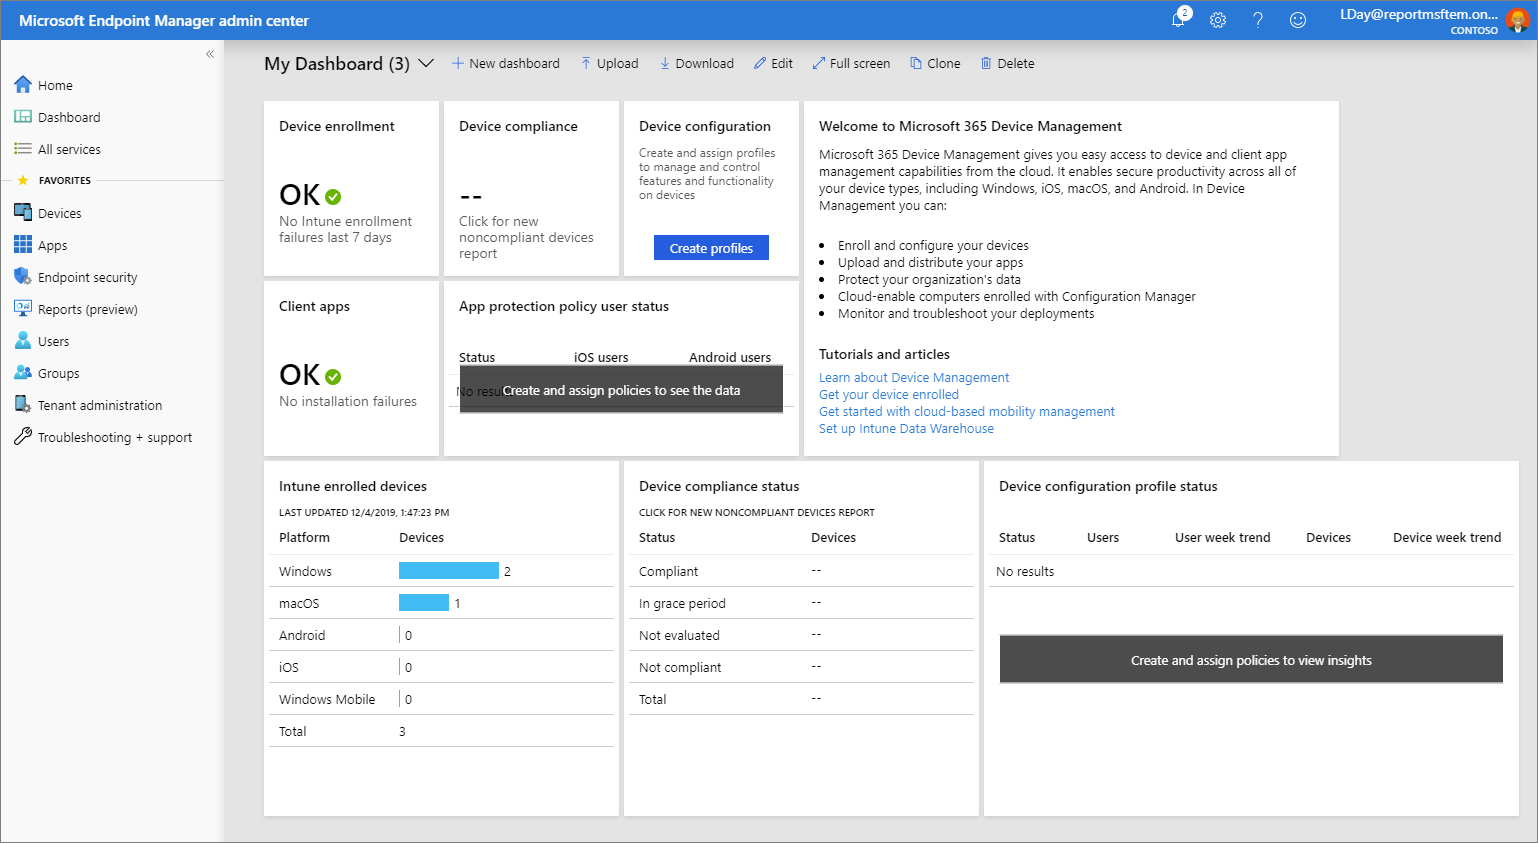 Microsoft Endpoint Manager admin center
2
LDay@reportmsftem.on...
CONTOSO
«
Home
Dashboard
All services
FAVORITES
Devices
Apps
Endpoint security
Reports (preview)
Users
Groups
Tenant administration
Troubleshooting + support
My Dashboard (3)
New dashboard
Upload
Download
Edit
Full screen
Clone
Delete
Device enrollment
OK
No Intune enrollment
failures last 7 days
Device compliance
--
Click for new
noncompliant devices
report
Device configuration
Create and assign profiles
to manage and control
features and functionality
on devices
Create profiles
Welcome to Microsoft 365 Device Management
Microsoft 365 Device Management gives you easy access to device and client app
management capabilities from the cloud. It enables secure productivity across all of
your device types, including Windows, iOS, macOS, and Android. In Device
Management you can:
• Enroll and configure your devices
• Upload and distribute your apps
• Protect your organization's data
• Cloud-enable computers enrolled with Configuration Manager
• Monitor and troubleshoot your deployments
Tutorials and articles
Learn about Device Management
Get your device enrolled
Get started with cloud-based mobility management
Set up Intune Data Warehouse
Client apps
OK
No installation failures
App protection policy user status
Status iOS users Android users
No results
Create and assign policies to see the data
Intune enrolled devices
LAST UPDATED 12/4/2019, 1:47:23 PM
Platform Devices
Windows 2
macOS 1
Android 0
iOS 0
Windows Mobile 0
Total 3
Device compliance status
CLICK FOR NEW NONCOMPLIANT DEVICES REPORT
Status Devices
Compliant --
In grace period --
Not evaluated --
Not compliant --
Total --
Device configuration profile status
Status Users User week trend Devices Device week trend
No results
Create and assign policies to view insights